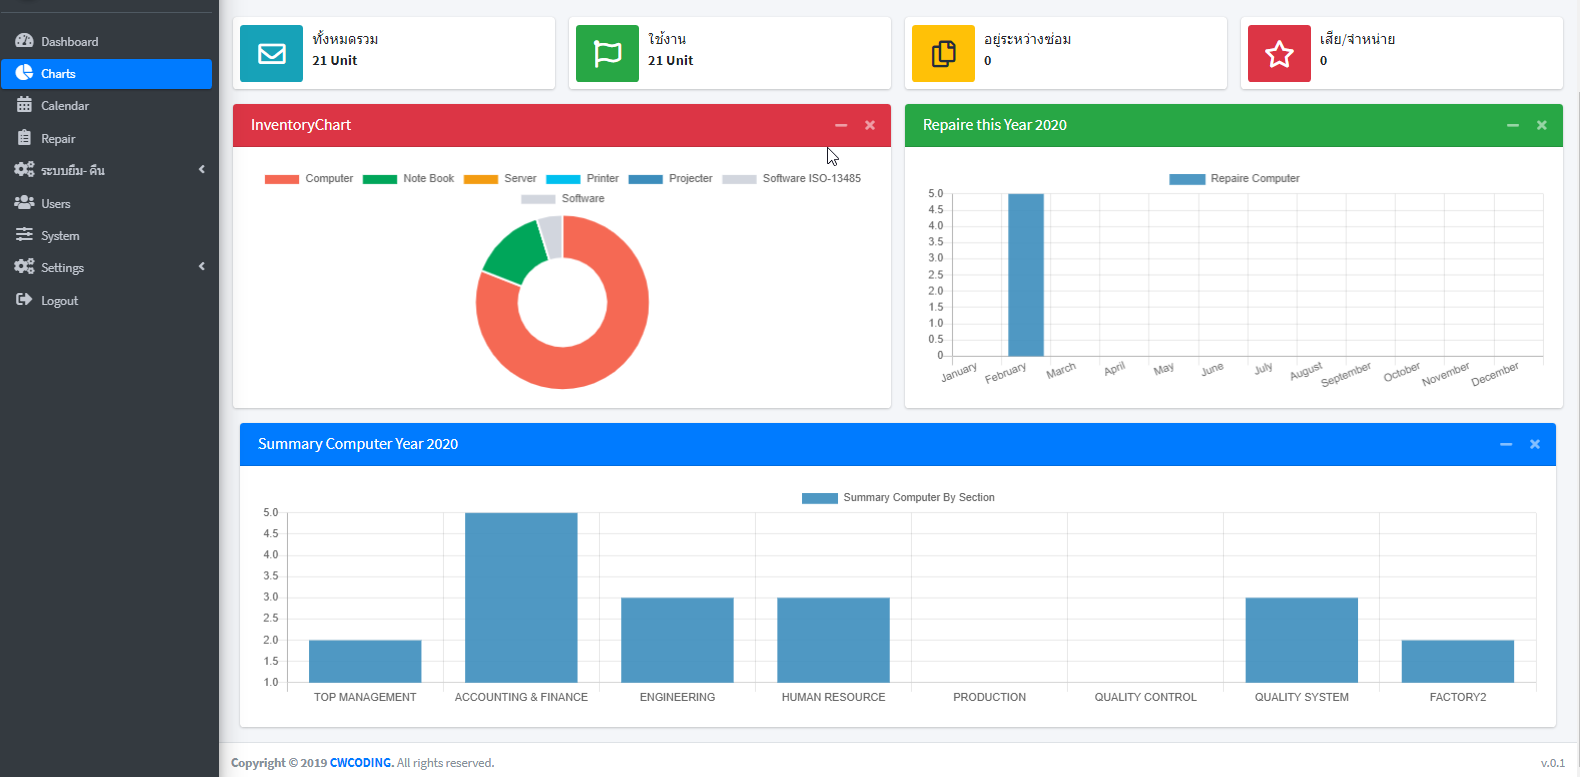 Dashboard
Charts
Calendar
Repair
ระบบยืม- คืน
Users
System
Settings
Logout
ทั้งหมดรวม
21 Unit
ใช้งาน
21 Unit
อยู่ระหว่างซ่อม
0
เสีย/จำหน่าย
0
InventoryChart
Computer Note Book Server Printer Projecter Software ISO-13485
Software
Repaire this Year 2020
Repaire Computer
5.0
4.5
4.0
3.5
3.0
2.5
2.0
1.5
1.0
0.5
0
January February March April May June July August September October November December
Summary Computer Year 2020
Summary Computer By Section
5.0
4.5
4.0
3.5
3.0
2.5
2.0
1.5
1.0
TOP MANAGEMENT ACCOUNTING & FINANCE ENGINEERING HUMAN RESOURCE PRODUCTION QUALITY CONTROL QUALITY SYSTEM FACTORY2
Copyright © 2019 CWCODING. All rights reserved. v.0.1